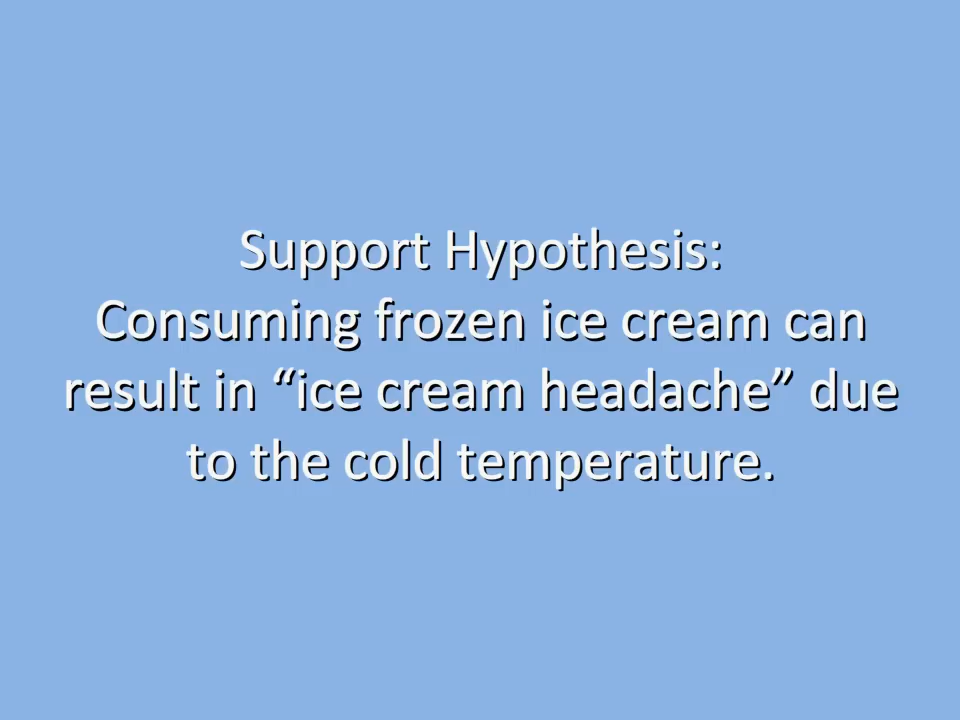 Support Hypothesis:
Consuming frozen ice cream can
result in “ice cream headache” due
to the cold temperature.